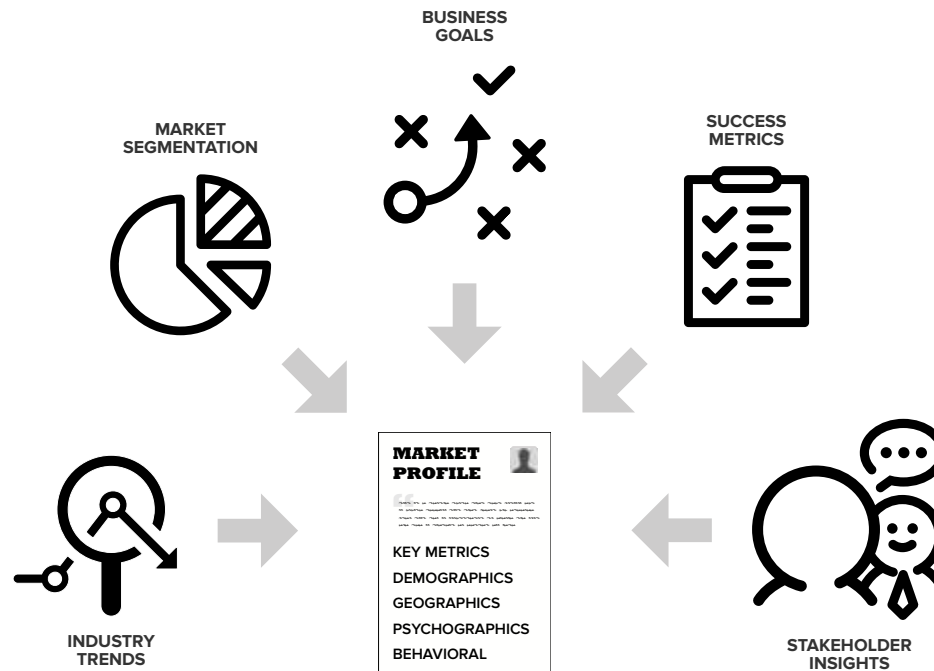 BUSINESS
GOALS
MARKET
SEGMENTATION
SUCCESS
METRICS
MARKET
PROFILE
KEY METRICS
DEMOGRAPHICS
GEOGRAPHICS
PSYCHOGRAPHICS
BEHAVIORAL
INDUSTRY
TRENDS
STAKEHOLDER
INSIGHTS